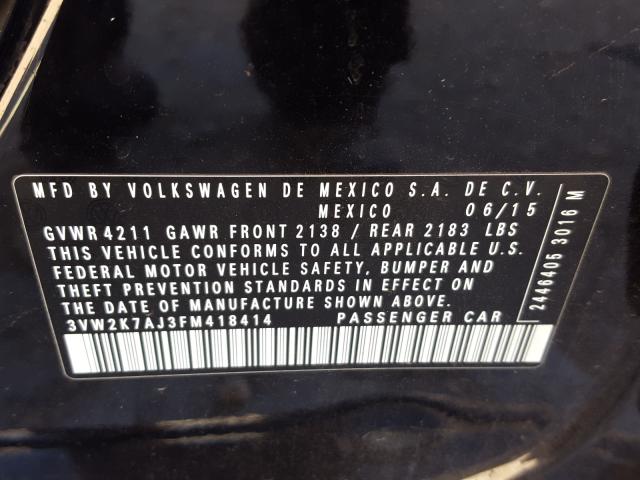 MFD BY VOLKSWAGEN DE MEXICO S.A. DE C.V.
MEXICO 06/15
GVWR 4211 GAWR FRONT 2138 / REAR 2183 LBS
THIS VEHICLE CONFORMS TO ALL APPLICABLE U.S.
FEDERAL MOTOR VEHICLE SAFETY, BUMPER AND
THEFT PREVENTION STANDARDS IN EFFECT ON
THE DATE OF MANUFACTURE SHOWN ABOVE.
3VW2K7AJ3FM418414 PASSENGER CAR
2446406 3016 M